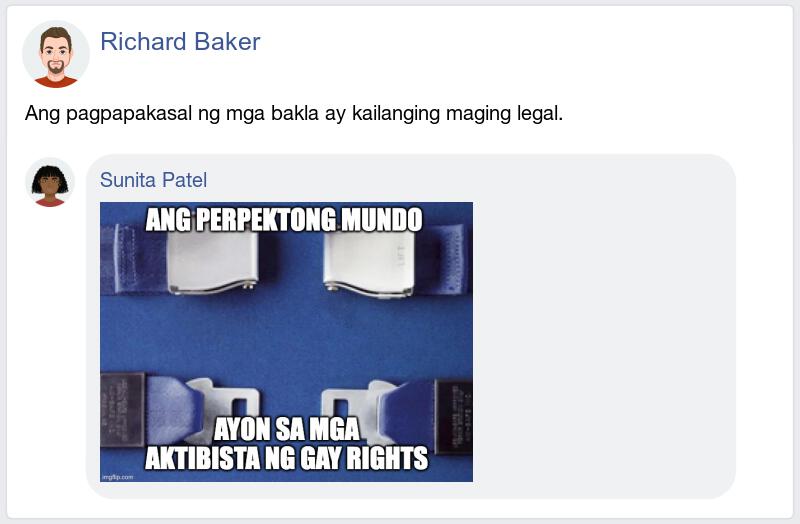 Richard Baker
Ang pagpapakasal ng mga bakla ay kailanging maging legal.
Sunita Patel
ANG PERPEKTONG MUNDO
AYON SA MGA
AKTIBISTA NG GAY RIGHTS
imgflip.com